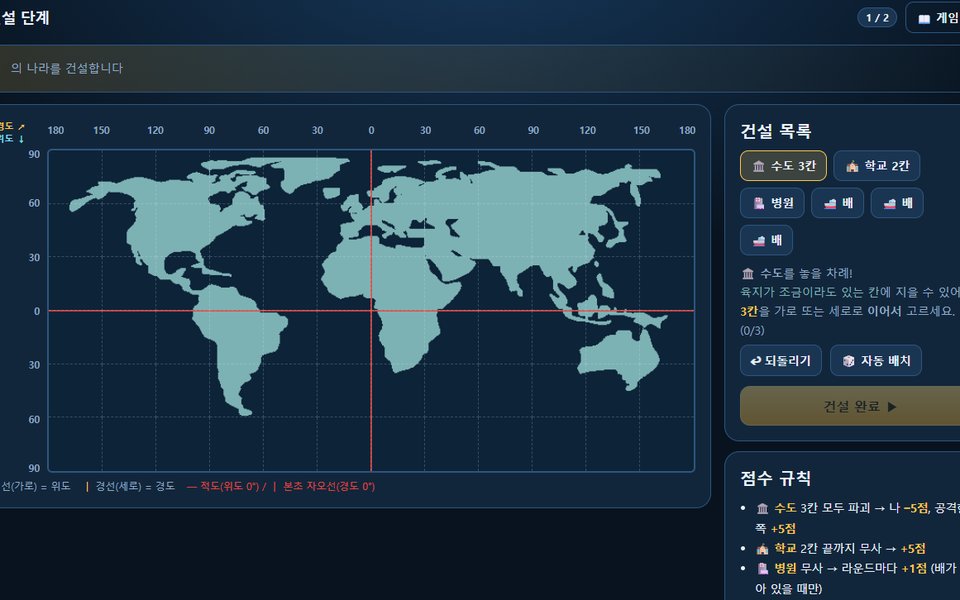 설 단계
1 / 2
게임
의 나라를 건설합니다
경도 ↗
위도 ↓
180 150 120 90 60 30 0 30 60 90 120 150 180
90
60
30
0
30
60
90
선(가로) = 위도 | 경선(세로) = 경도 — 적도(위도 0°) / | 본초 자오선(경도 0°)
건설 목록
수도 3칸
학교 2칸
병원
배
배
배
수도를 놓을 차례!
육지가 조금이라도 있는 칸에 지을 수 있어
3칸을 가로 또는 세로로 이어서 고르세요.
(0/3)
되돌리기
자동 배치
건설 완료 ▶
점수 규칙
• 수도 3칸 모두 파괴 → 나 −5점, 공격한
쪽 +5점
• 학교 2칸 끝까지 무사 → +5점
• 병원 무사 → 라운드마다 +1점 (배가
아 있을 때만)